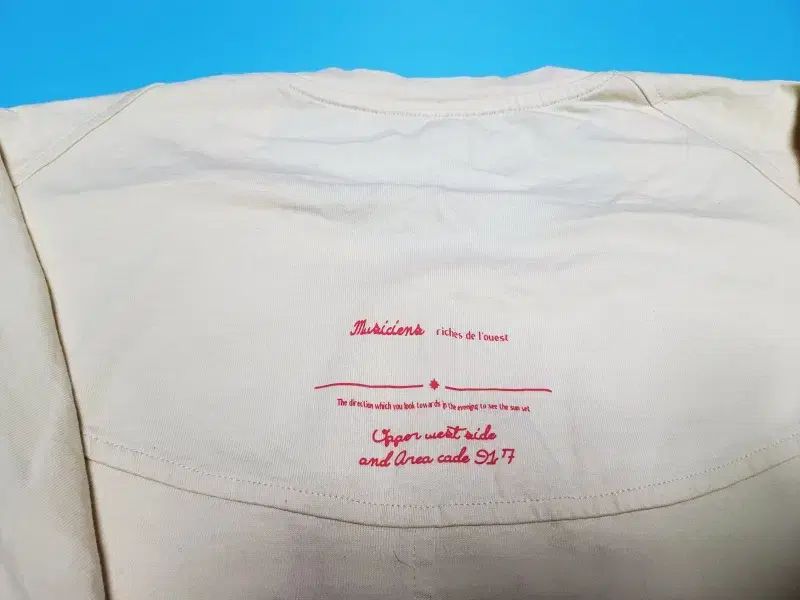 Musiciens riches de l'ouest
The direction which you look towards in the evening to see the sun set
Upper west side
and Area cade 917